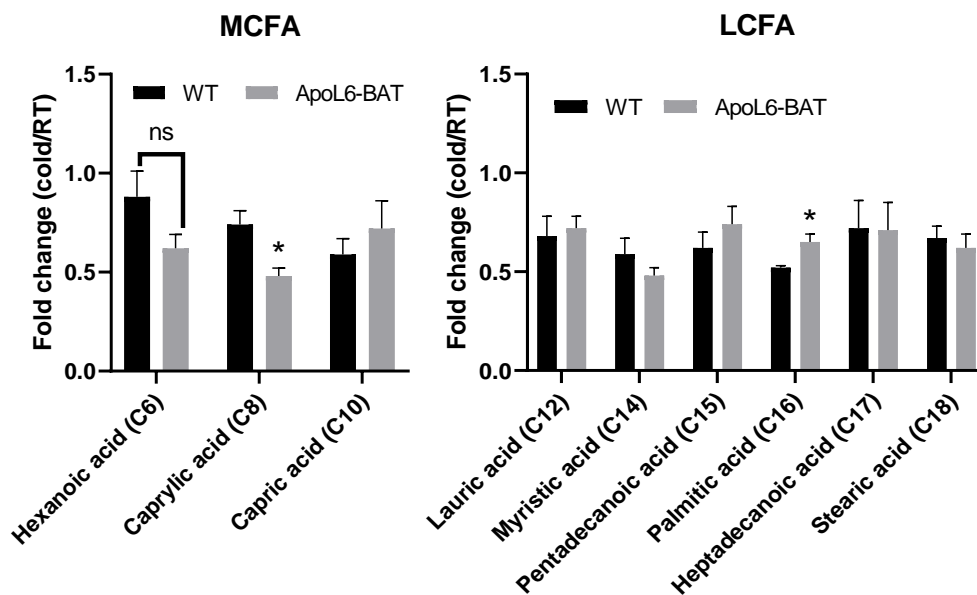 MCFA
WT ApoL6-BAT
ns
*
Fold change (cold/RT)
1.5
1.0
0.5
0.0
Hexanoic acid (C6)
Caprylic acid (C8)
Capric acid (C10)
LCFA
WT ApoL6-BAT
*
Fold change (cold/RT)
1.5
1.0
0.5
0.0
Lauric acid (C12)
Myristic acid (C14)
Pentadecanoic acid (C15)
Palmitic acid (C16)
Heptadecanoic acid (C17)
Stearic acid (C18)